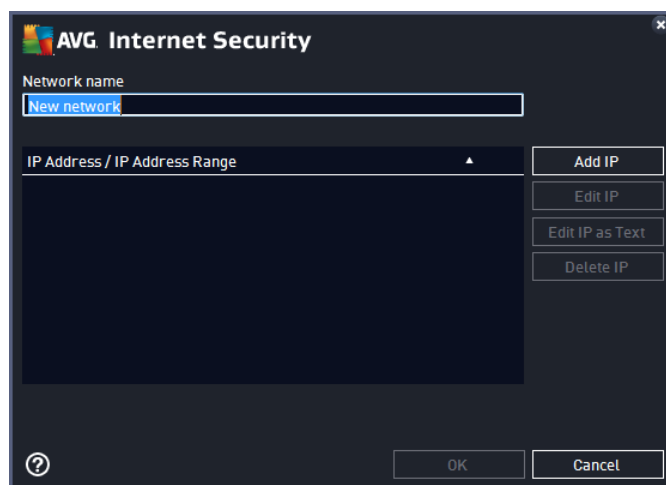 AVG. Internet Security
Network name
New network
IP Address / IP Address Range
Add IP
Edit IP
Edit IP as Text
Delete IP
OK
Cancel